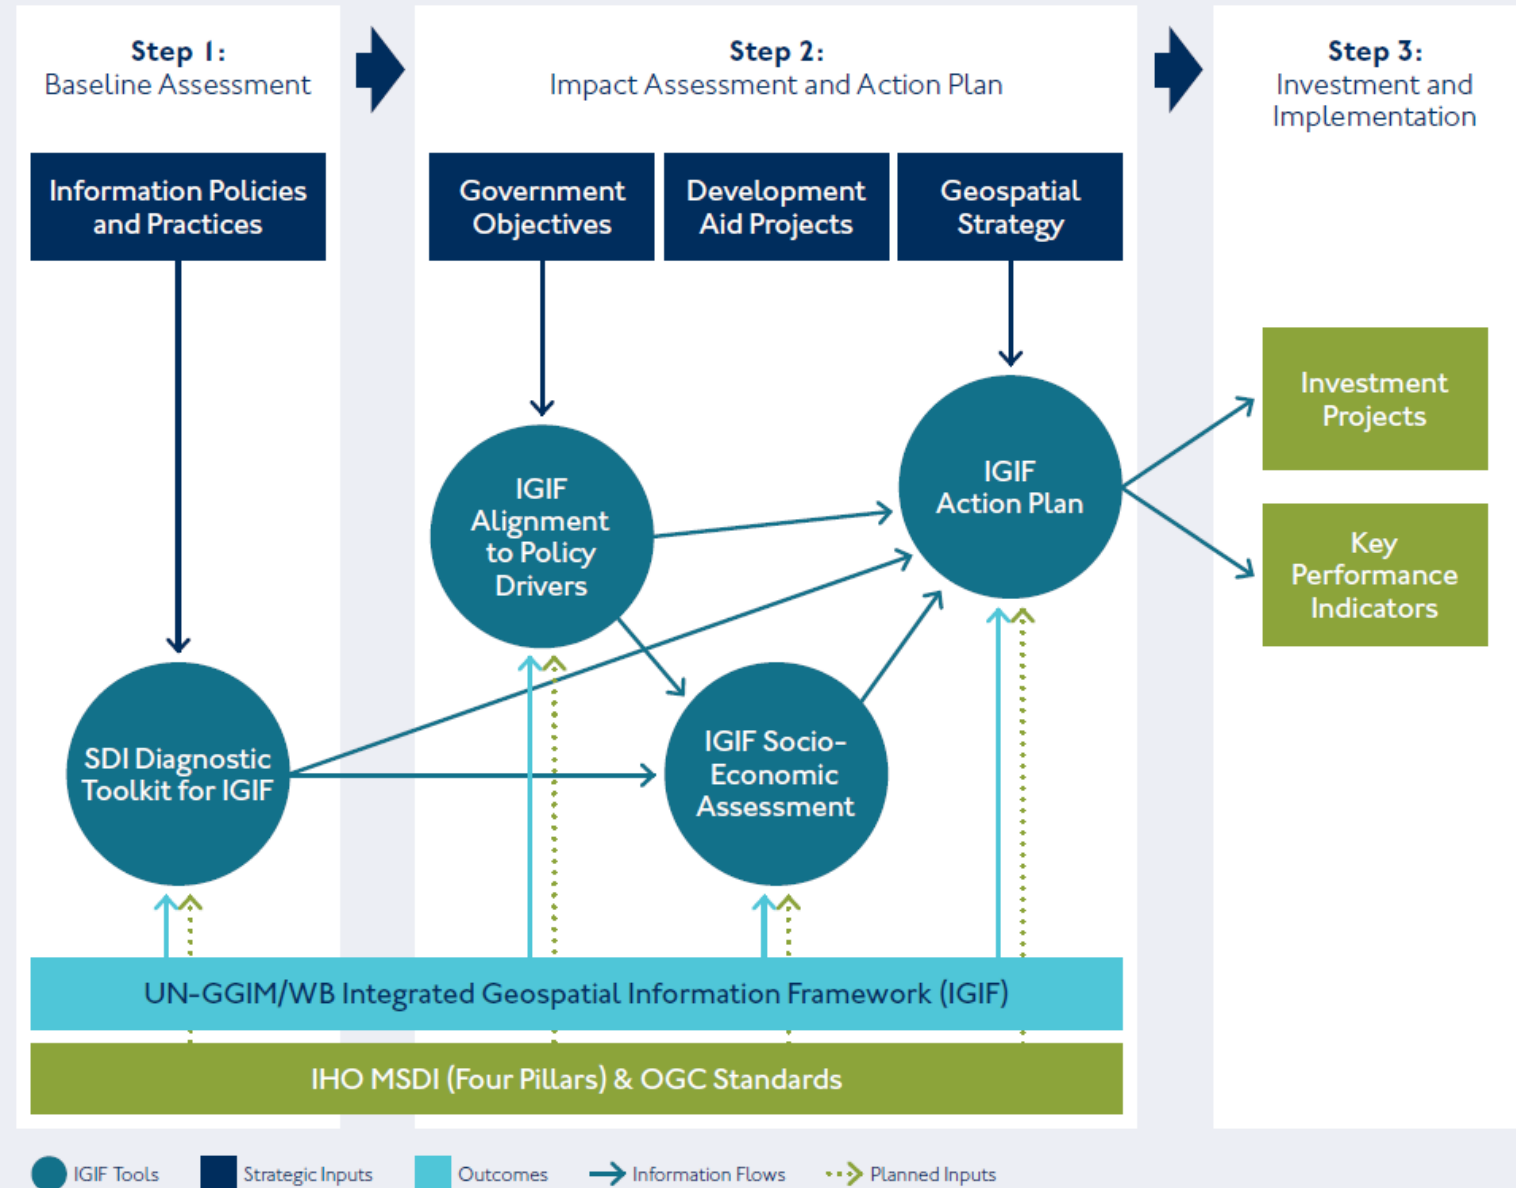 Step 1:
Baseline Assessment
Step 2:
Impact Assessment and Action Plan
Step 3:
Investment and
Implementation
Information Policies
and Practices
Government
Objectives
Development
Aid Projects
Geospatial
Strategy
Investment
Projects
IGIF
Action Plan
IGIF
Alignment
to Policy
Drivers
Key
Performance
Indicators
SDI Diagnostic
Toolkit for IGIF
IGIF Socio-
Economic
Assessment
UN-GGIM/WB Integrated Geospatial Information Framework (IGIF)
IHO MSDI (Four Pillars) & OGC Standards
IGIF Tools
Strategic Inputs
Outcomes
Information Flows
Planned Inputs